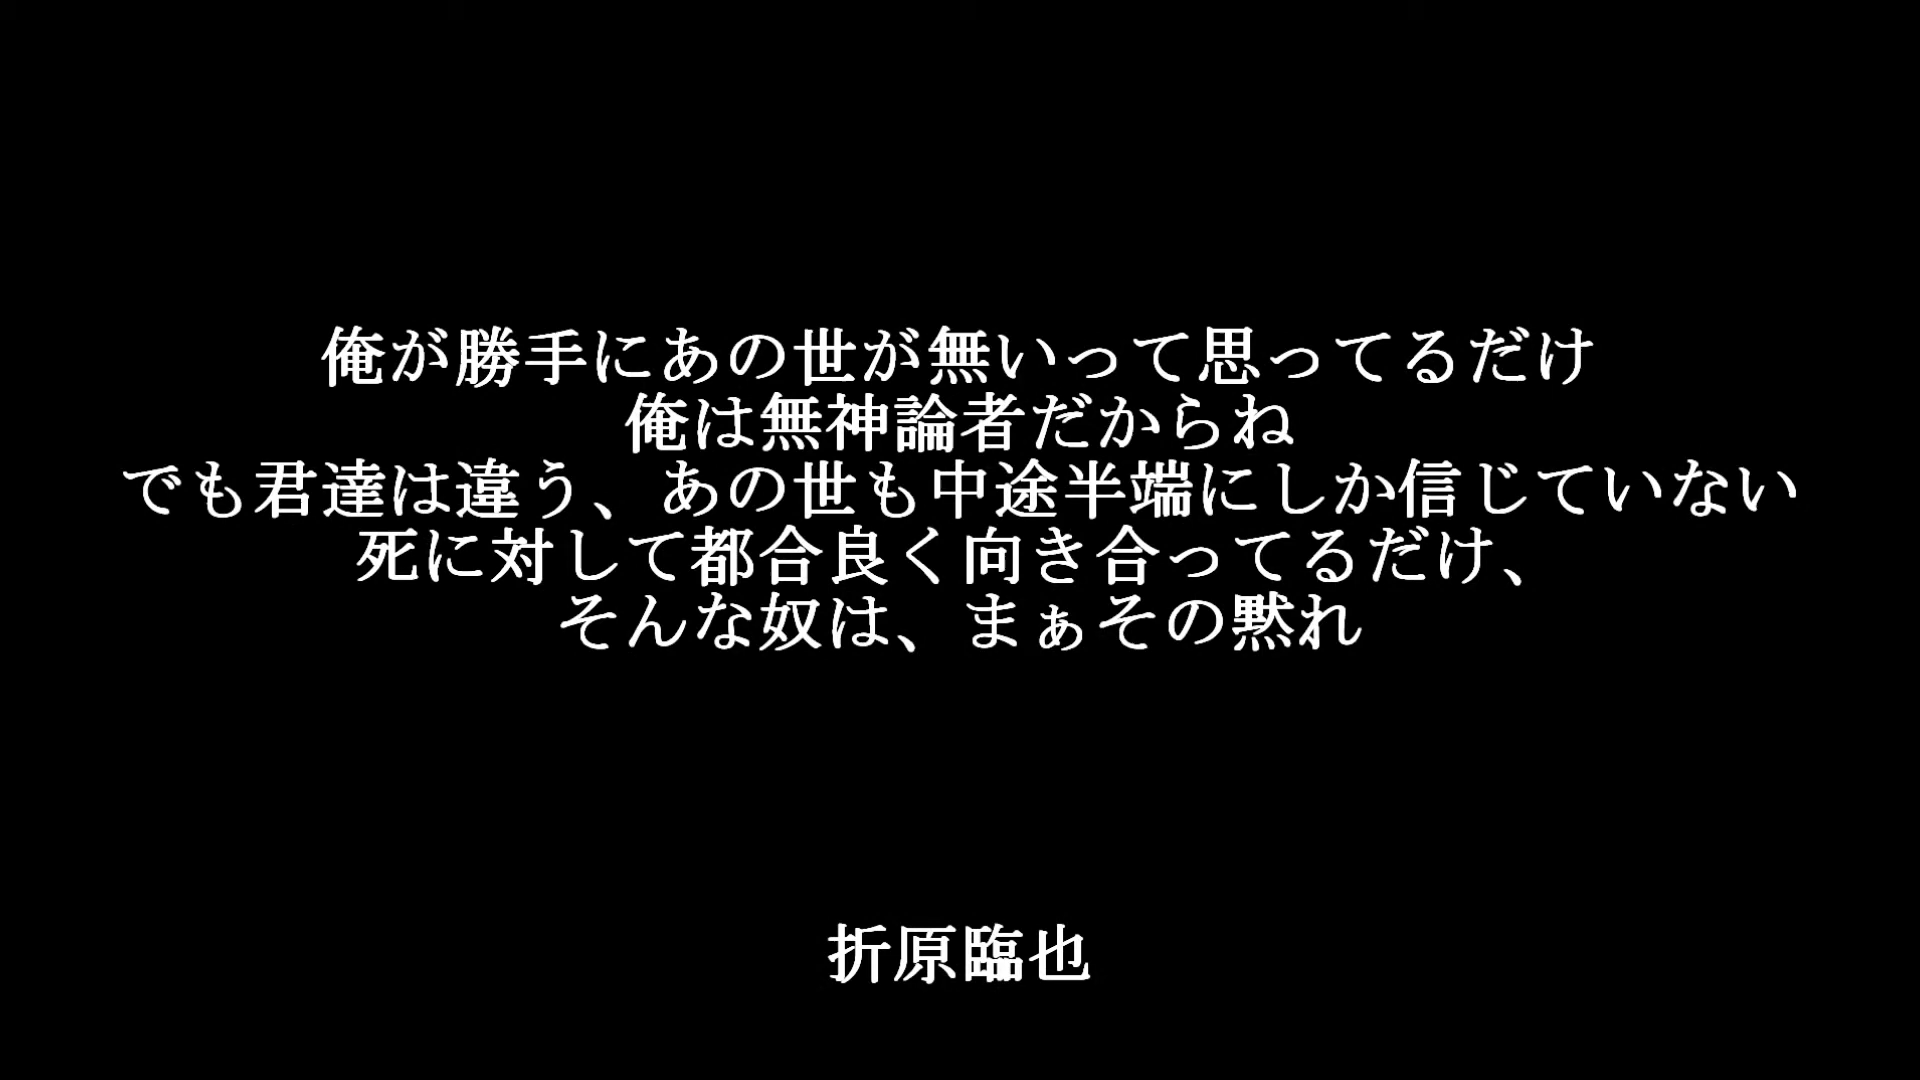 俺が勝手にあの世が無いって思ってるだけ
俺は無神論者だからね
でも君達は違う、あの世も中途半端にしか信じていない
死に対して都合良く向き合ってるだけ、
そんな奴は、まぁその黙れ
折原臨也